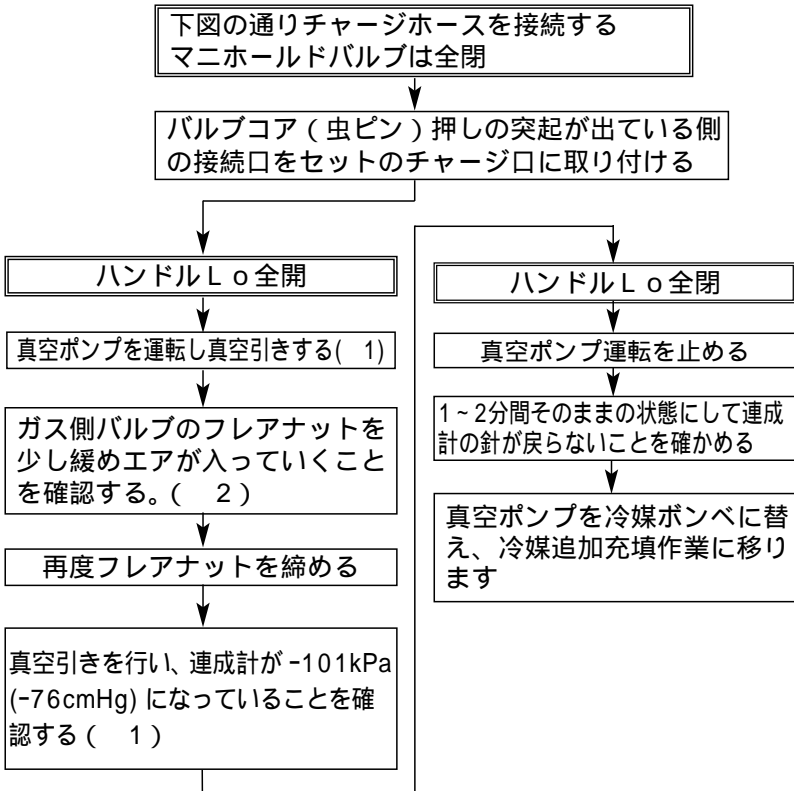 下図の通りチャージホースを接続する
マニホールドバルブは全閉
バルブコア(虫ピン)押しの突起が出ている側
の接続口をセットのチャージ口に取り付ける
ハンドルLo全開
真空ポンプを運転し真空引きする( 1)
ガス側バルブのフレアナットを
少し緩めエアが入っていくこと
を確認する。( 2)
再度フレアナットを締める
真空引きを行い、連成計が-101kPa
(-76cmHg)になっていることを確
認する( 1)
ハンドルLo全閉
真空ポンプ運転を止める
1~2分間そのままの状態にして連成
計の針が戻らないことを確かめる
真空ポンプを冷媒ボンベに替
え、冷媒追加充填作業に移り
ます